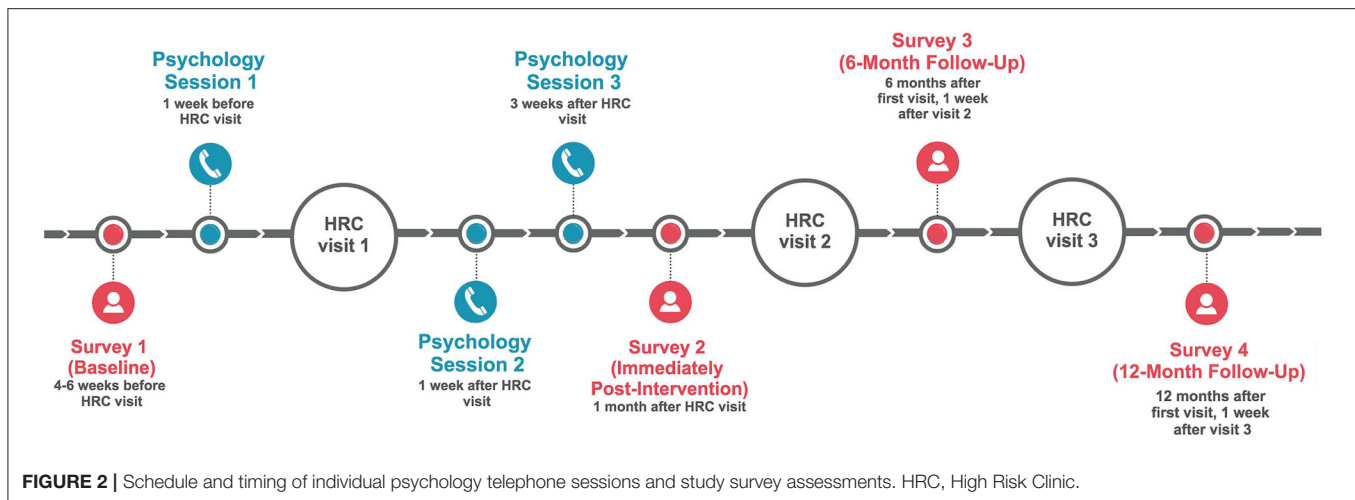 Psychology
Session 1
1 week before
HRC visit
Psychology
Session 3
3 weeks after HRC
visit
Survey 3
(6-Month Follow-Up)
6 months after
first visit, 1 week
after visit 2
HRC
visit 1
HRC
visit 2
HRC
visit 3
Survey 1
(Baseline)
4-6 weeks before
HRC visit
Psychology
Session 2
1 week after HRC
visit
Survey 2
(Immediately
Post-Intervention)
1 month after HRC visit
Survey 4
(12-Month Follow-Up)
12 months after
first visit, 1 week
after visit 3
FIGURE 2 | Schedule and timing of individual psychology telephone sessions and study survey assessments. HRC, High Risk Clinic.